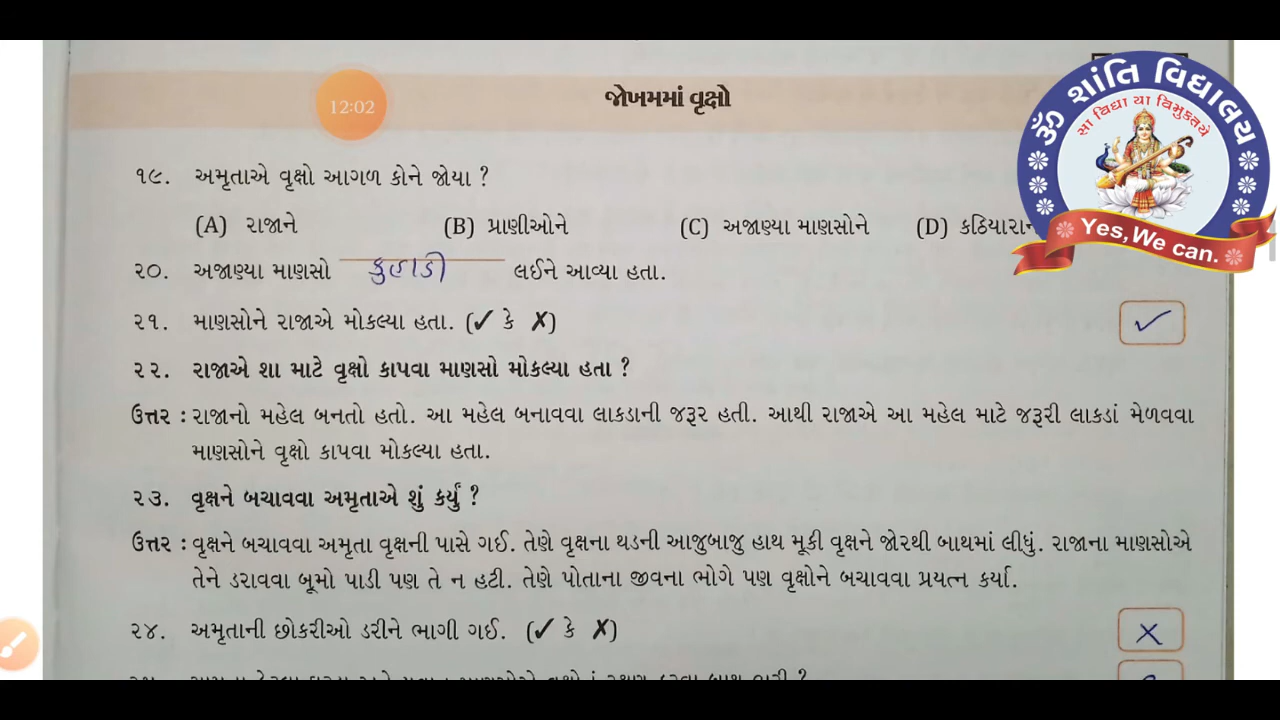 12:02
જોખમમાં વૃક્ષો
ૐ શાંતિ વિદ્યાલય
સા વિદ્યા યા વિમુક્તયે
Yes, We can.
૧૯. અમૃતાએ વૃક્ષો આગળ કોને જોયા ?
(A) રાજાને (B) પ્રાણીઓને (C) અજાણ્યા માણસોને (D)
૨૦. અજાણ્યા માણસો કુહાડી લઈને આવ્યા હતા.
૨૧. માણસોને રાજાએ મોકલ્યા હતા. (✓ કે ✗) ✓
૨૨. રાજાએ શા માટે વૃક્ષો કાપવા માણસો મોકલ્યા હતા ?
ઉત્તર : રાજાનો મહેલ બનતો હતો. આ મહેલ બનાવવા લાકડાની જરૂર હતી. આથી રાજાએ આ મહેલ માટે જરૂરી લાકડાં મેળવવા
માણસોને વૃક્ષો કાપવા મોકલ્યા હતા.
૨૩. વૃક્ષને બચાવવા અમૃતાએ શું કર્યું ?
ઉત્તર : વૃક્ષને બચાવવા અમૃતા વૃક્ષની પાસે ગઈ. તેણે વૃક્ષના થડની આજુબાજુ હાથ મૂકી વૃક્ષને જોરથી બાથમાં લીધું. રાજાના માણસોએ
તેને ડરાવવા બૂમો પાડી પણ તે ન હટી. તેણે પોતાના જીવના ભોગે પણ વૃક્ષોને બચાવવા પ્રયત્ન કર્યા.
૨૪. અમૃતાની છોકરીઓ ડરીને ભાગી ગઈ. (✓ કે ✗) ✗